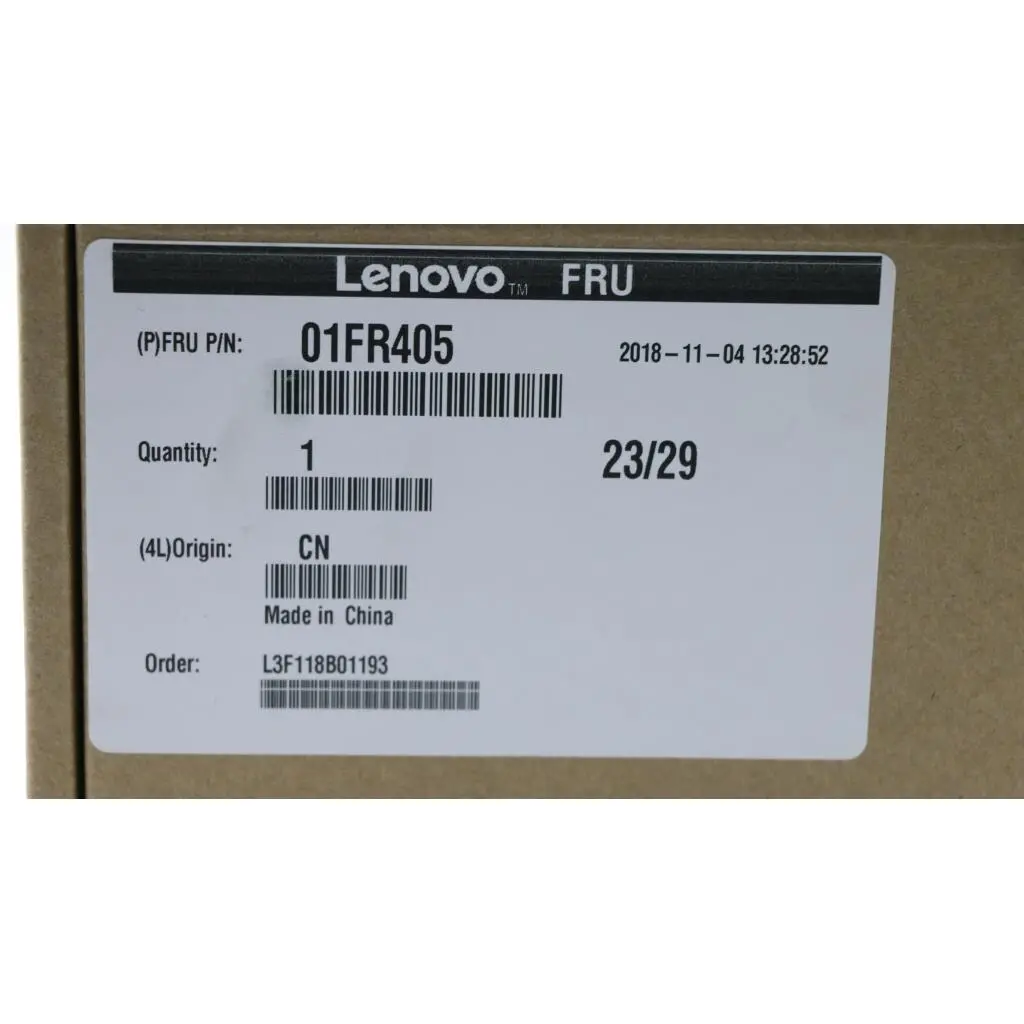 Lenovo™ FRU
(P)FRU P/N: 01FR405 2018-11-04 13:28:52
Quantity: 1 23/29
(4L)Origin: CN
Made in China
Order: L3F118B01193